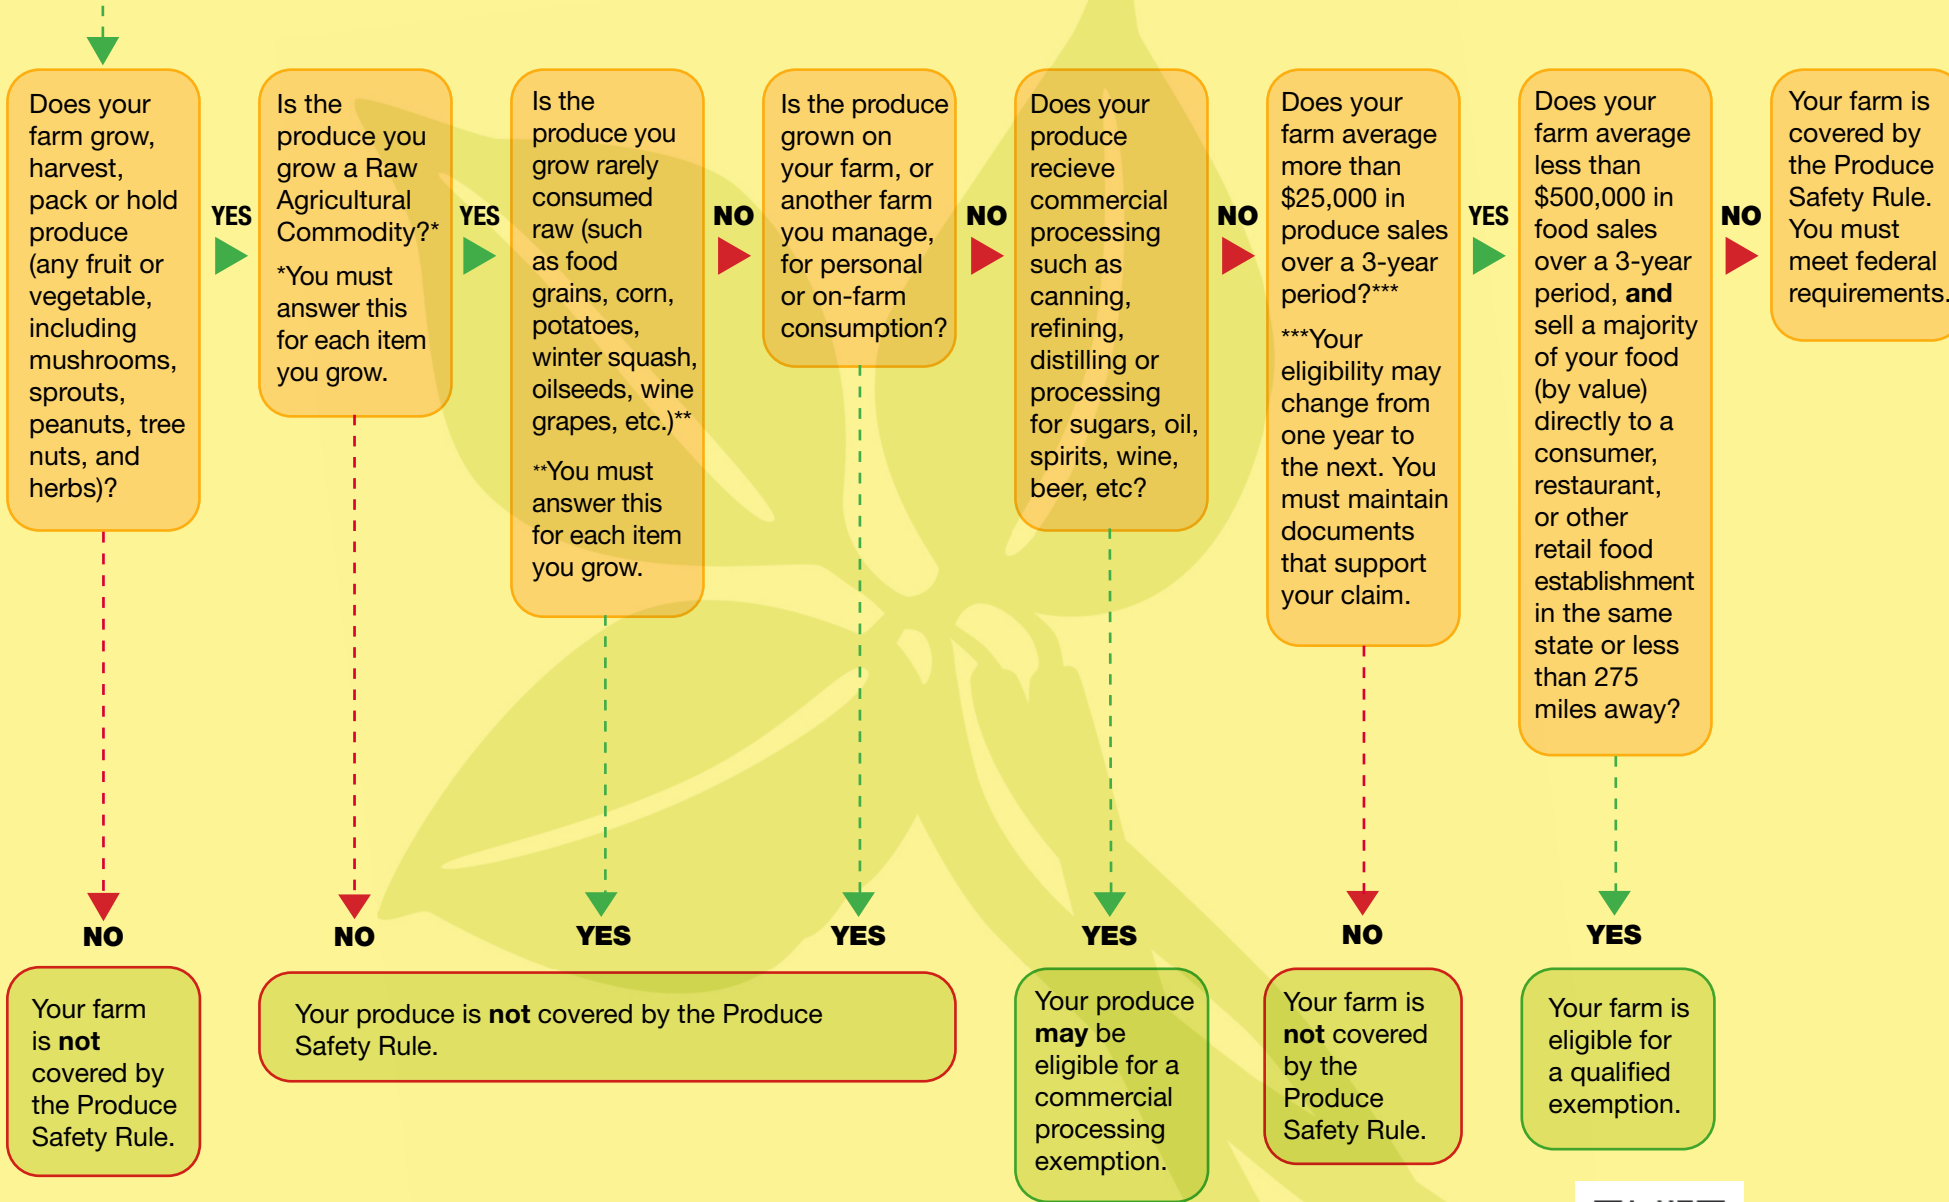 Does your
farm grow,
harvest,
pack or hold
produce
(any fruit or
vegetable,
including
mushrooms,
sprouts,
peanuts, tree
nuts, and
herbs)?
YES
Is the
produce you
grow a Raw
Agricultural
Commodity?*
*You must
answer this
for each item
you grow.
YES
Is the
produce you
grow rarely
consumed
raw (such
as food
grains, corn,
potatoes,
winter squash,
oilseeds, wine
grapes, etc.)**
**You must
answer this
for each item
you grow.
NO
Is the produce
grown on
your farm, or
another farm
you manage,
for personal
or on-farm
consumption?
NO
Does your
produce
recieve
commercial
processing
such as
canning,
refining,
distilling or
processing
for sugars, oil,
spirits, wine,
beer, etc?
NO
Does your
farm average
more than
$25,000 in
produce sales
over a 3-year
period?***
***Your
eligibility may
change from
one year to
the next. You
must maintain
documents
that support
your claim.
YES
Does your
farm average
less than
$500,000 in
food sales
over a 3-year
period, and
sell a majority
of your food
(by value)
directly to a
consumer,
restaurant,
or other
retail food
establishment
in the same
state or less
than 275
miles away?
NO
Your farm is
covered by
the Produce
Safety Rule.
You must
meet federal
requirements.
NO
NO
YES
YES
YES
NO
YES
Your farm
is not
covered by
the Produce
Safety Rule.
Your produce is not covered by the Produce
Safety Rule.
Your produce
may be
eligible for a
commercial
processing
exemption.
Your farm is
not covered
by the
Produce
Safety Rule.
Your farm is
eligible for
a qualified
exemption.